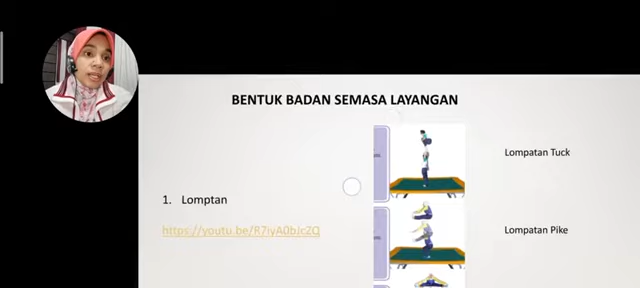 BENTUK BADAN SEMASA LAYANGAN
Lompatan Tuck
1. Lomptan
https://youtu.be/R7iyA0bjcZQ
Lompatan Pike